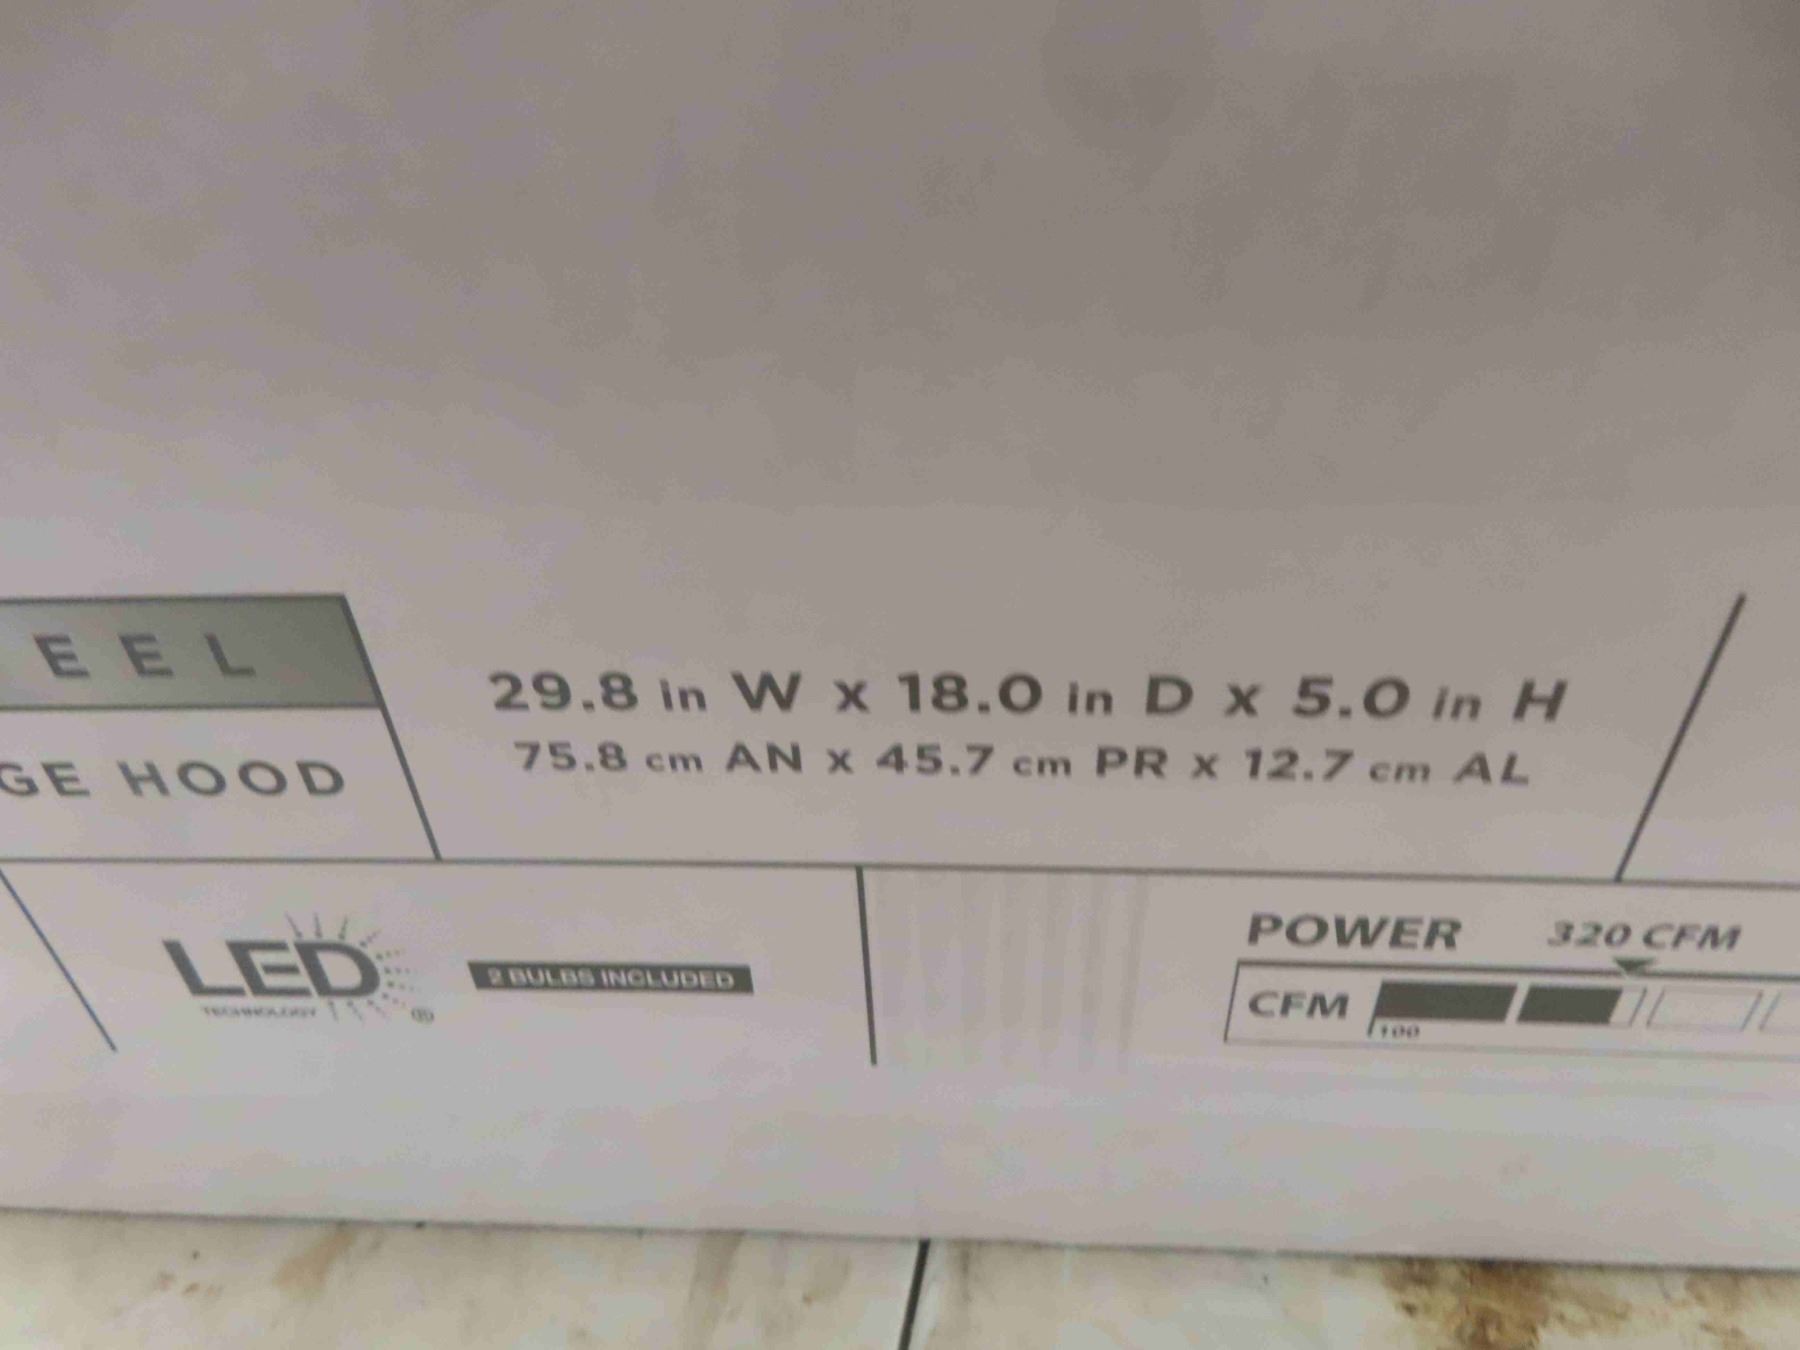 EEL
GE HOOD
29.8 in W x 18.0 in D x 5.0 in H
75.8 cm AN x 45.7 cm PR x 12.7 cm AL
LED
TECHNOLOGY ®
2 BULBS INCLUDED
POWER 320 CFM
CFM
100